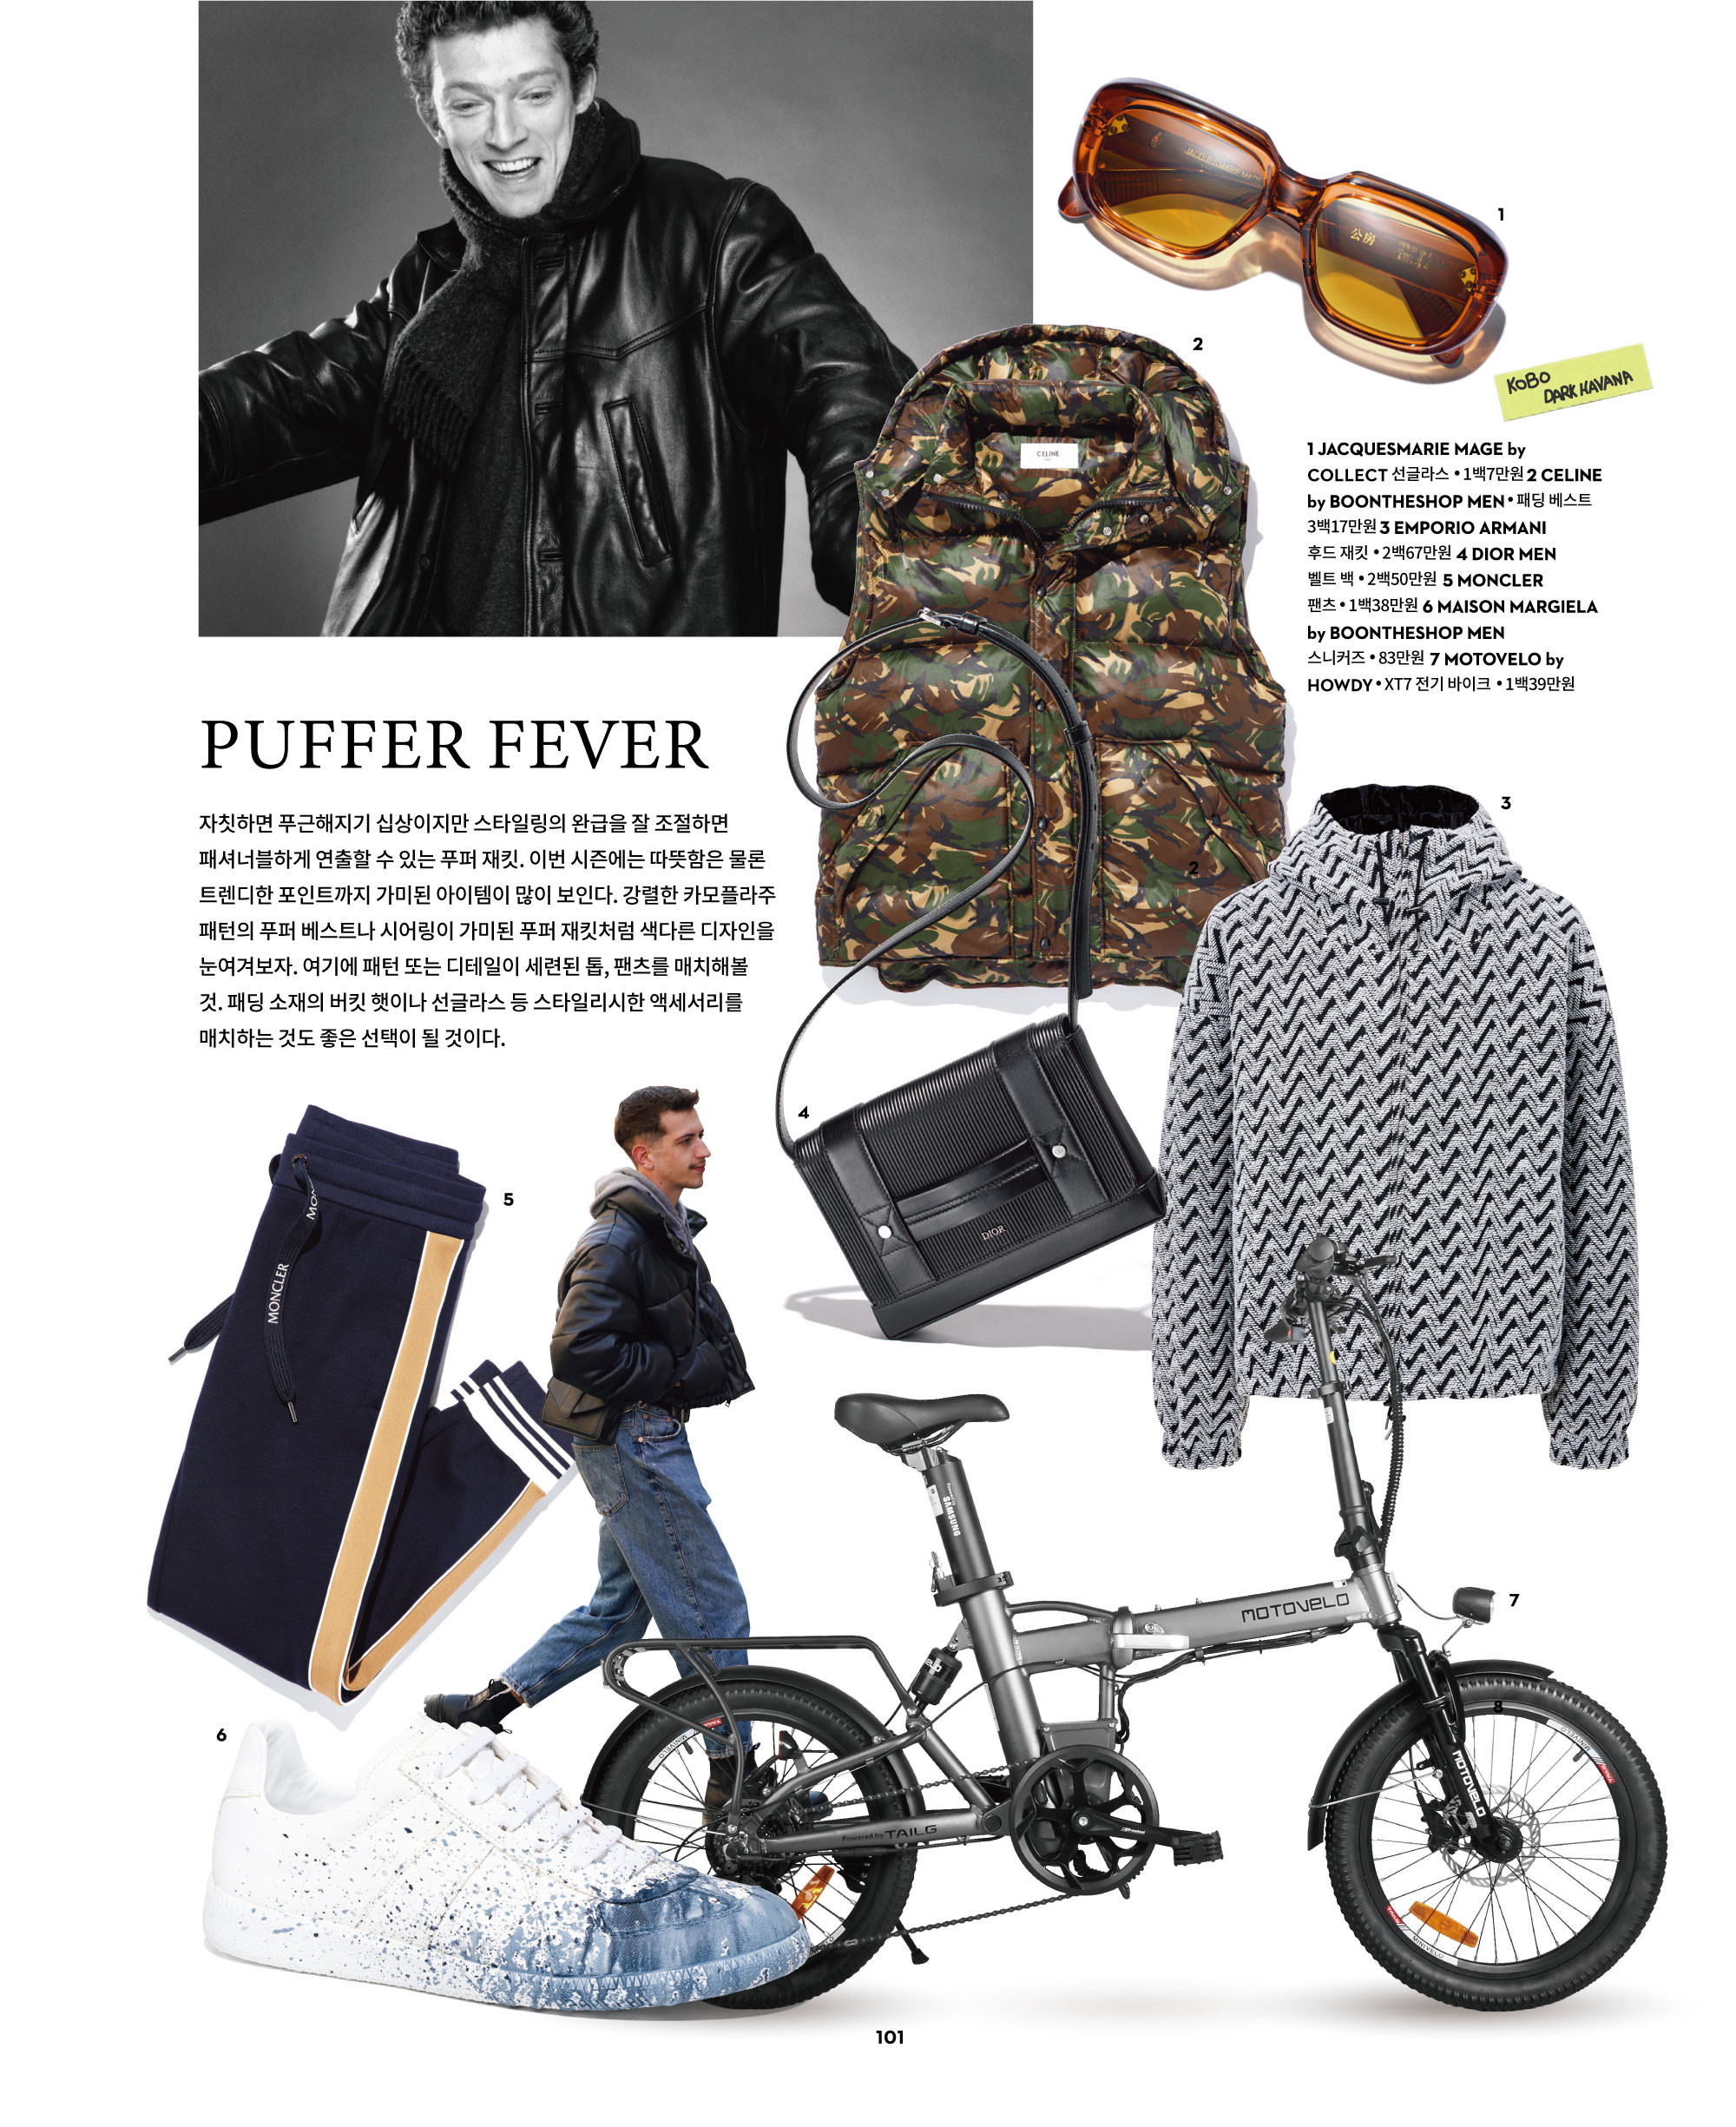 JACQUES MARIE MAGE
公房
1
2
KOBO
DARK HAVANA
CELINE
1 JACQUESMARIE MAGE by
COLLECT 선글라스 • 1백7만원 2 CELINE
by BOONTHESHOP MEN • 패딩 베스트
3백17만원 3 EMPORIO ARMANI
후드 재킷 • 2백67만원 4 DIOR MEN
벨트 백 • 2백50만원 5 MONCLER
팬츠 • 1백38만원 6 MAISON MARGIELA
by BOONTHESHOP MEN
스니커즈 • 83만원 7 MOTOVELO by
HOWDY • XT7 전기 바이크 • 1백39만원
PUFFER FEVER
자칫하면 푸근해지기 십상이지만 스타일링의 완급을 잘 조절하면
패셔너블하게 연출할 수 있는 푸퍼 재킷. 이번 시즌에는 따뜻함은 물론
트렌디한 포인트까지 가미된 아이템이 많이 보인다. 강렬한 카모플라주
패턴의 푸퍼 베스트나 시어링이 가미된 푸퍼 재킷처럼 색다른 디자인을
눈여겨보자. 여기에 패턴 또는 디테일이 세련된 톱, 팬츠를 매치해볼
것. 패딩 소재의 버킷 햇이나 선글라스 등 스타일리시한 액세서리를
매치하는 것도 좋은 선택이 될 것이다.
3
2
4
DIOR
5
MO
MONCLER
SAMSUNG
MOTOVELO
7
6
8
MOTOVELO
Powered by TAILG
MINIVELO
101